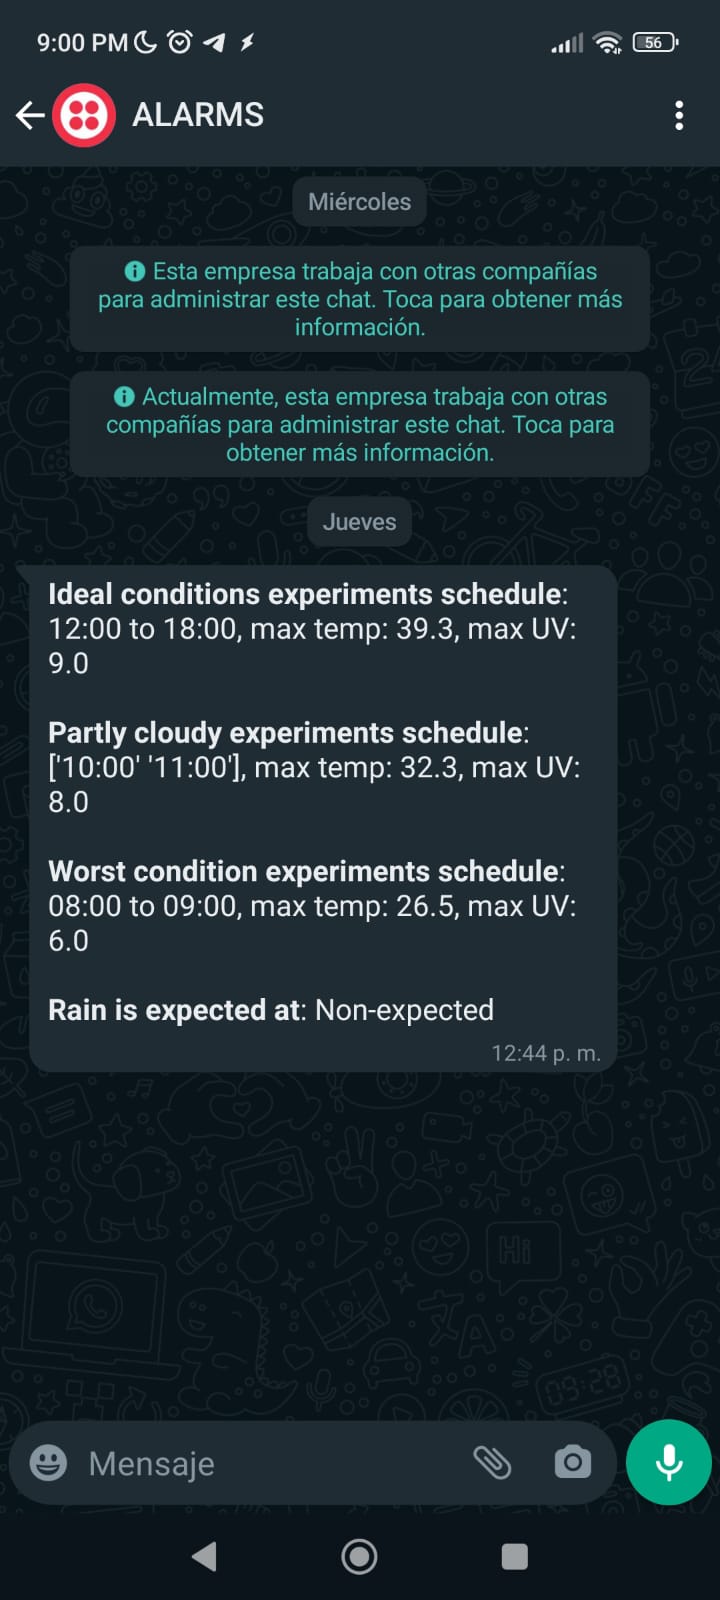 9:00 PM
56
ALARMS
Miércoles
Esta empresa trabaja con otras compañías
para administrar este chat. Toca para obtener más
información.
Actualmente, esta empresa trabaja con otras
compañías para administrar este chat. Toca para
obtener más información.
Jueves
Ideal conditions experiments schedule:
12:00 to 18:00, max temp: 39.3, max UV:
9.0
Partly cloudy experiments schedule:
['10:00' '11:00'], max temp: 32.3, max UV:
8.0
Worst condition experiments schedule:
08:00 to 09:00, max temp: 26.5, max UV:
6.0
Rain is expected at: Non-expected
12:44 p. m.
Hi
09:28
Mensaje